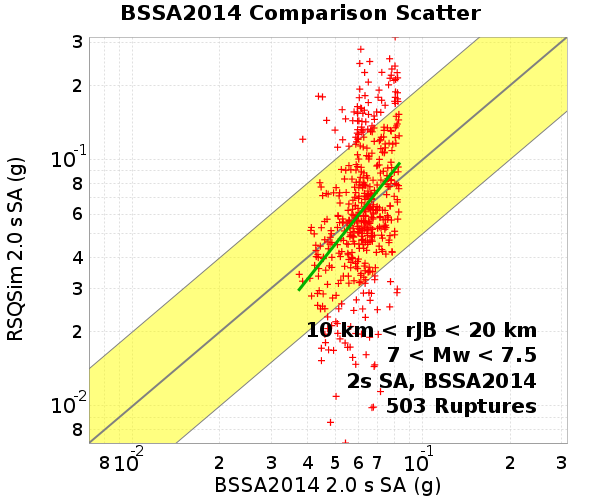 BSSA2014 Comparison Scatter
RSQSim 2.0 s SA (g)
3
2
10-1
8
6
4
3
2
10-2
8
10 km < rJB < 20 km
7 < Mw < 7.5
2s SA, BSSA2014
503 Ruptures
8 10-2 2 3 4 5 6 7 10-1 2 3
BSSA2014 2.0 s SA (g)